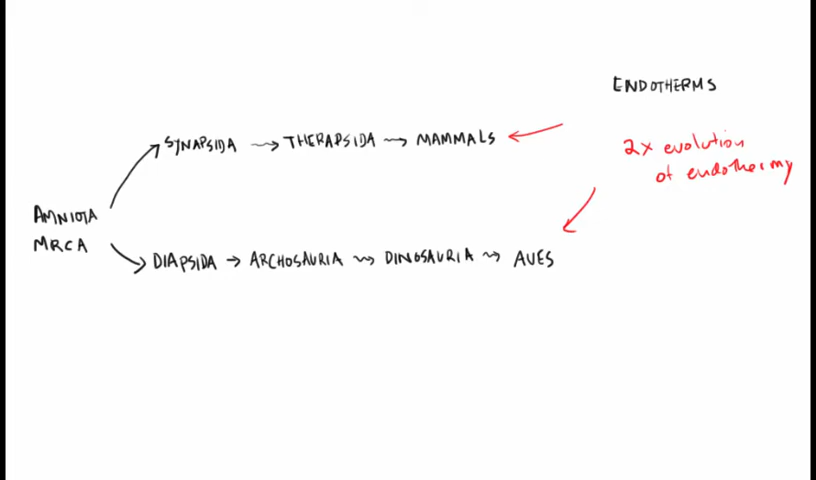 ENDOTHERMS
SYNAPSIDA → THERAPSIDA → MAMMALS
2x evolution
of endothermy
AMNIOTA
MRCA
DIAPSIDA → ARCHOSAURIA → DINOSAURIA → AVES